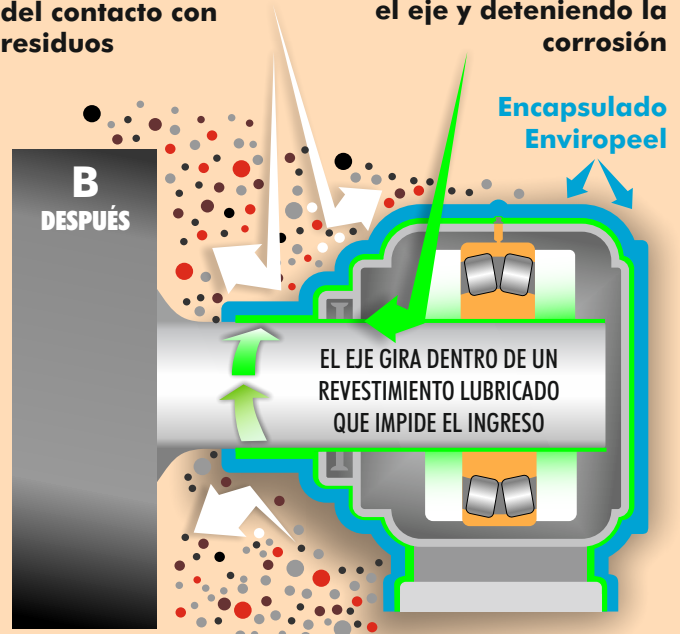 del contacto con
residuos
el eje y deteniendo la
corrosión
Encapsulado
Enviropeel
B
DESPUÉS
EL EJE GIRA DENTRO DE UN
REVESTIMIENTO LUBRICADO
QUE IMPIDE EL INGRESO